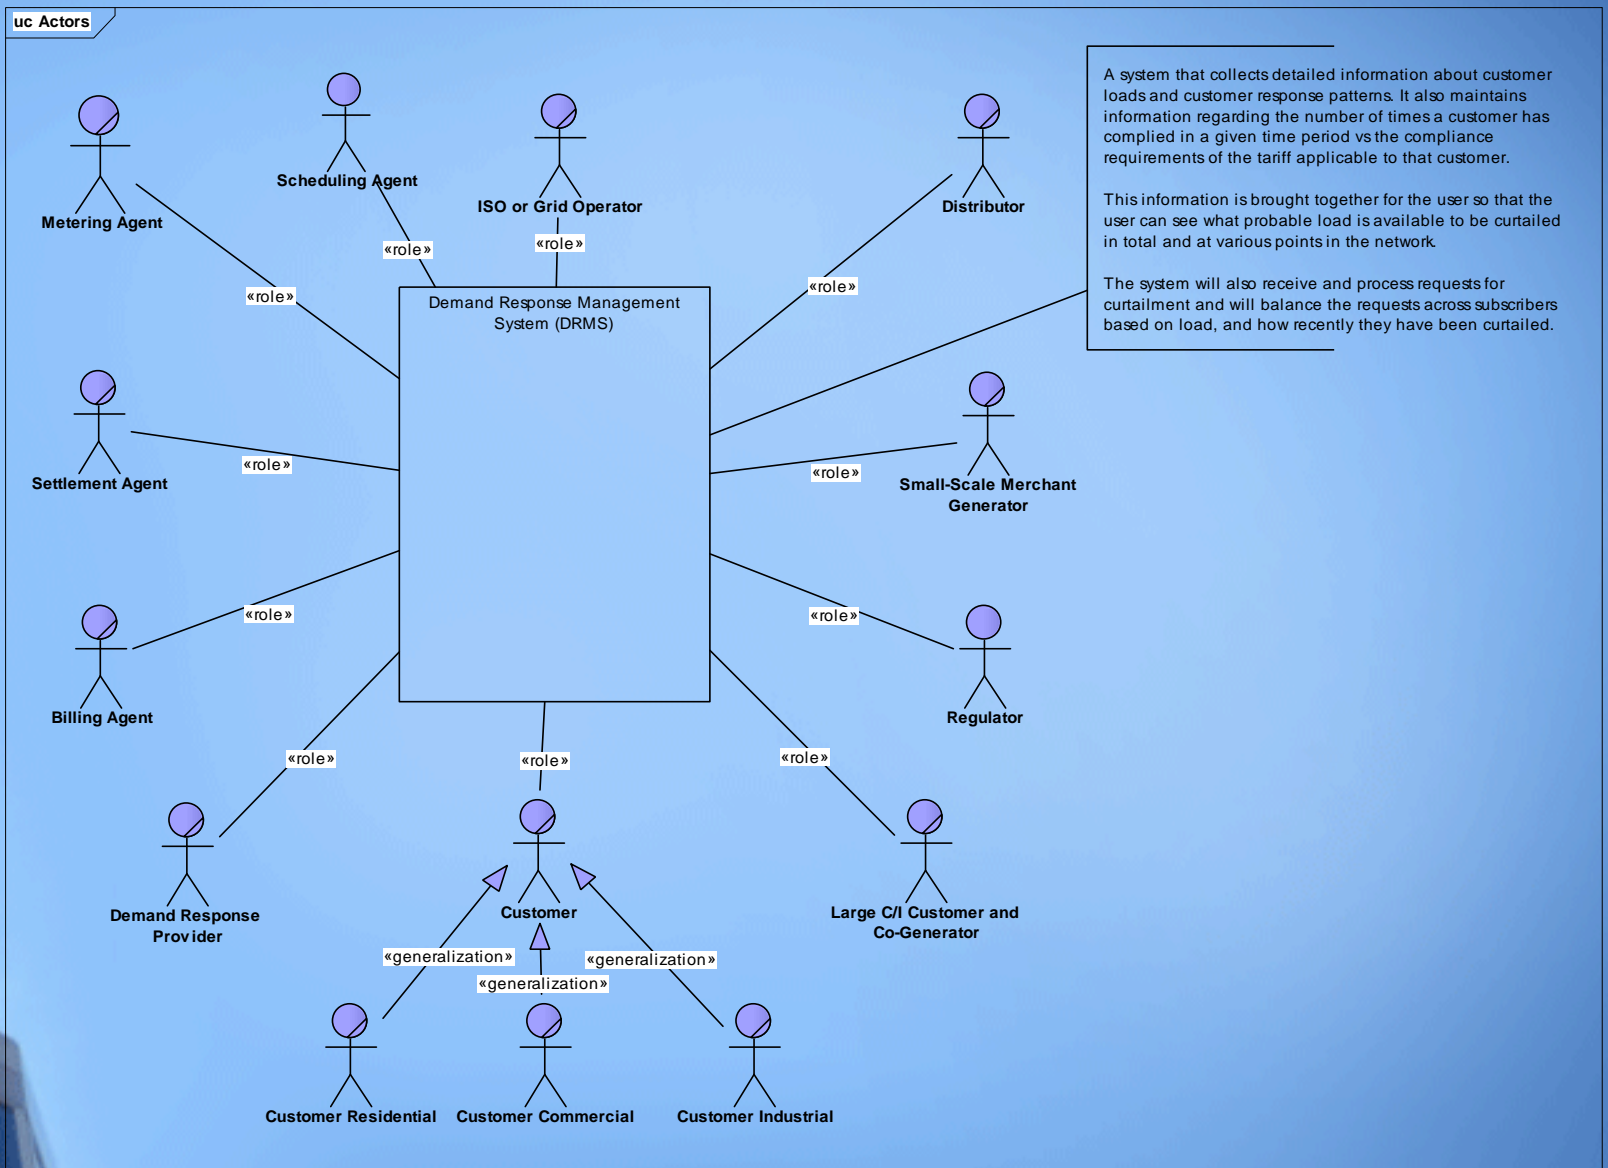 uc Actors
Metering Agent
Scheduling Agent
ISO or Grid Operator
Distributor
A system that collects detailed information about customer
loads and customer response patterns. It also maintains
information regarding the number of times a customer has
complied in a given time period vs the compliance
requirements of the tariff applicable to that customer.
This information is brought together for the user so that the
user can see what probable load is available to be curtailed
in total and at various points in the network.
The system will also receive and process requests for
curtailment and will balance the requests across subscribers
based on load, and how recently they have been curtailed.
«role»
«role»
«role»
«role»
Demand Response Management
System (DRMS)
Settlement Agent
«role»
«role»
Small-Scale Merchant
Generator
Billing Agent
«role»
«role»
Regulator
«role»
«role»
«role»
Demand Response
Provider
Customer
Large C/I Customer and
Co-Generator
«generalization»
«generalization»
«generalization»
Customer Residential
Customer Commercial
Customer Industrial